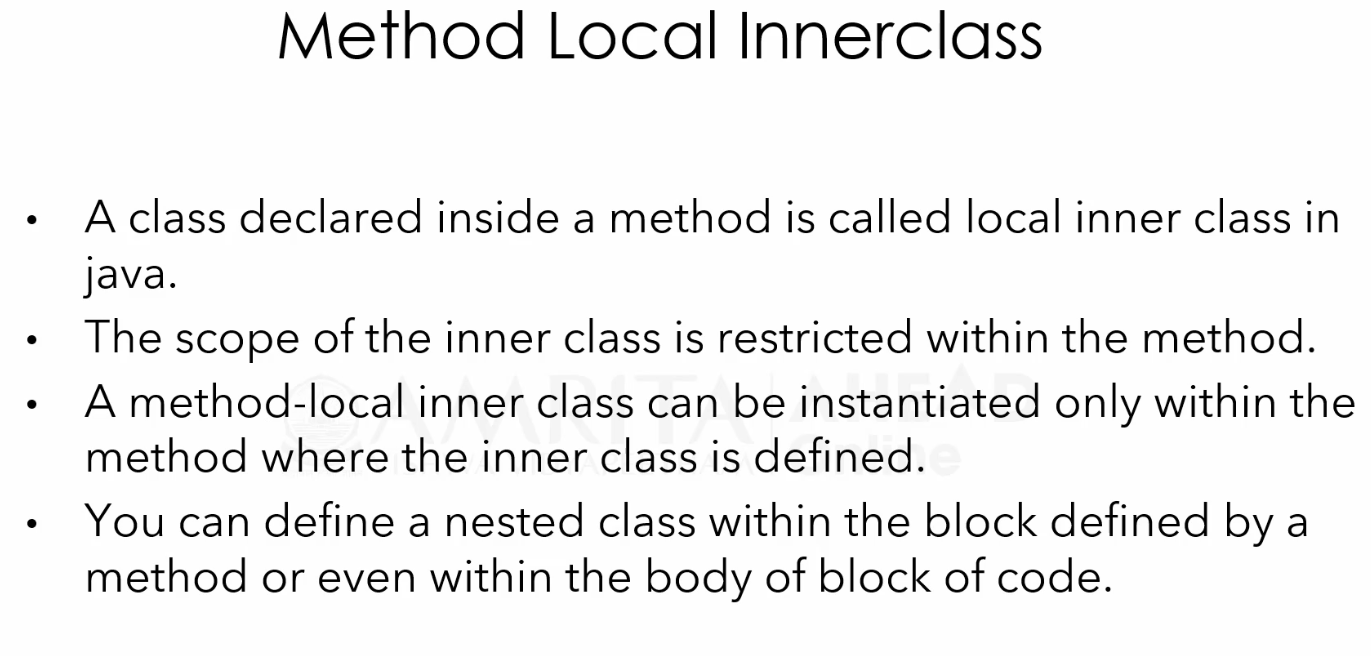 Method Local Innerclass
• A class declared inside a method is called local inner class in
java.
• The scope of the inner class is restricted within the method.
• A method-local inner class can be instantiated only within the
method where the inner class is defined.
• You can define a nested class within the block defined by a
method or even within the body of block of code.
AMRITA AHEAD
Online